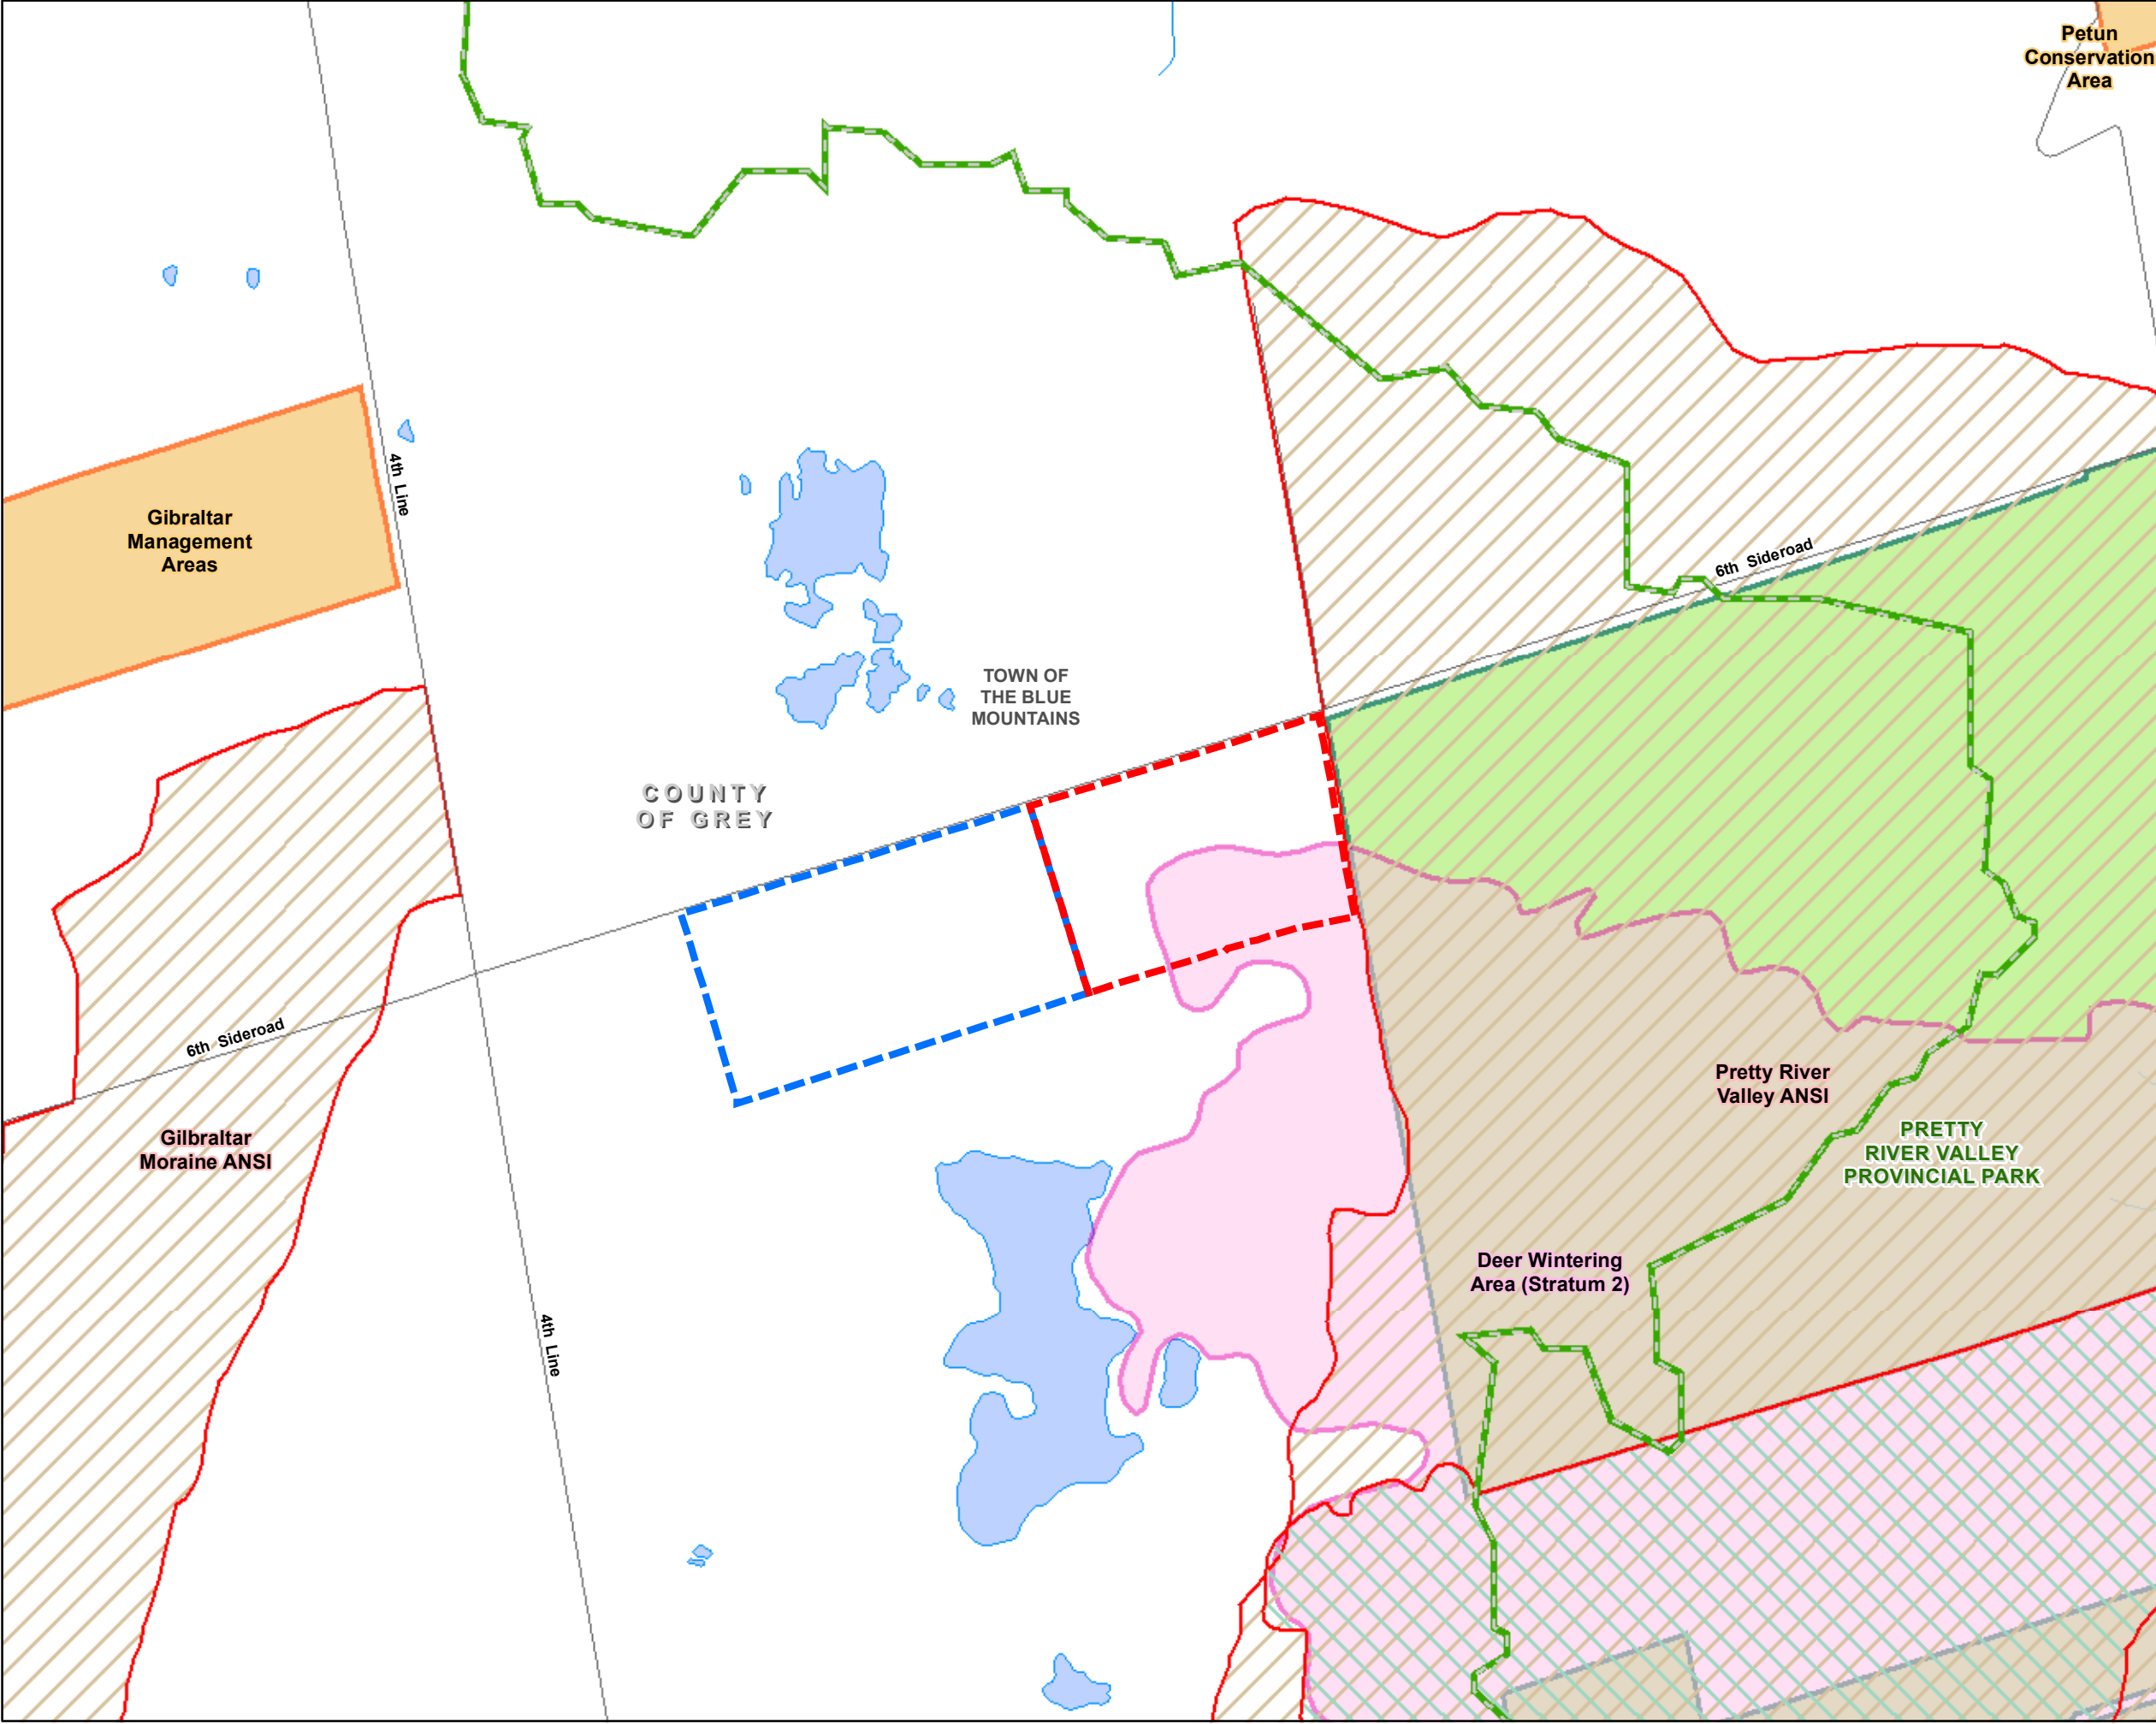 Petun
Conservation
Area
4th Line
Gibraltar
Management
Areas
6th Sideroad
TOWN OF
THE BLUE
MOUNTAINS
COUNTY
OF GREY
6th Sideroad
Gilbraltar
Moraine ANSI
Pretty River
Valley ANSI
PRETTY
RIVER VALLEY
PROVINCIAL PARK
Deer Wintering
Area (Stratum 2)
4th Line